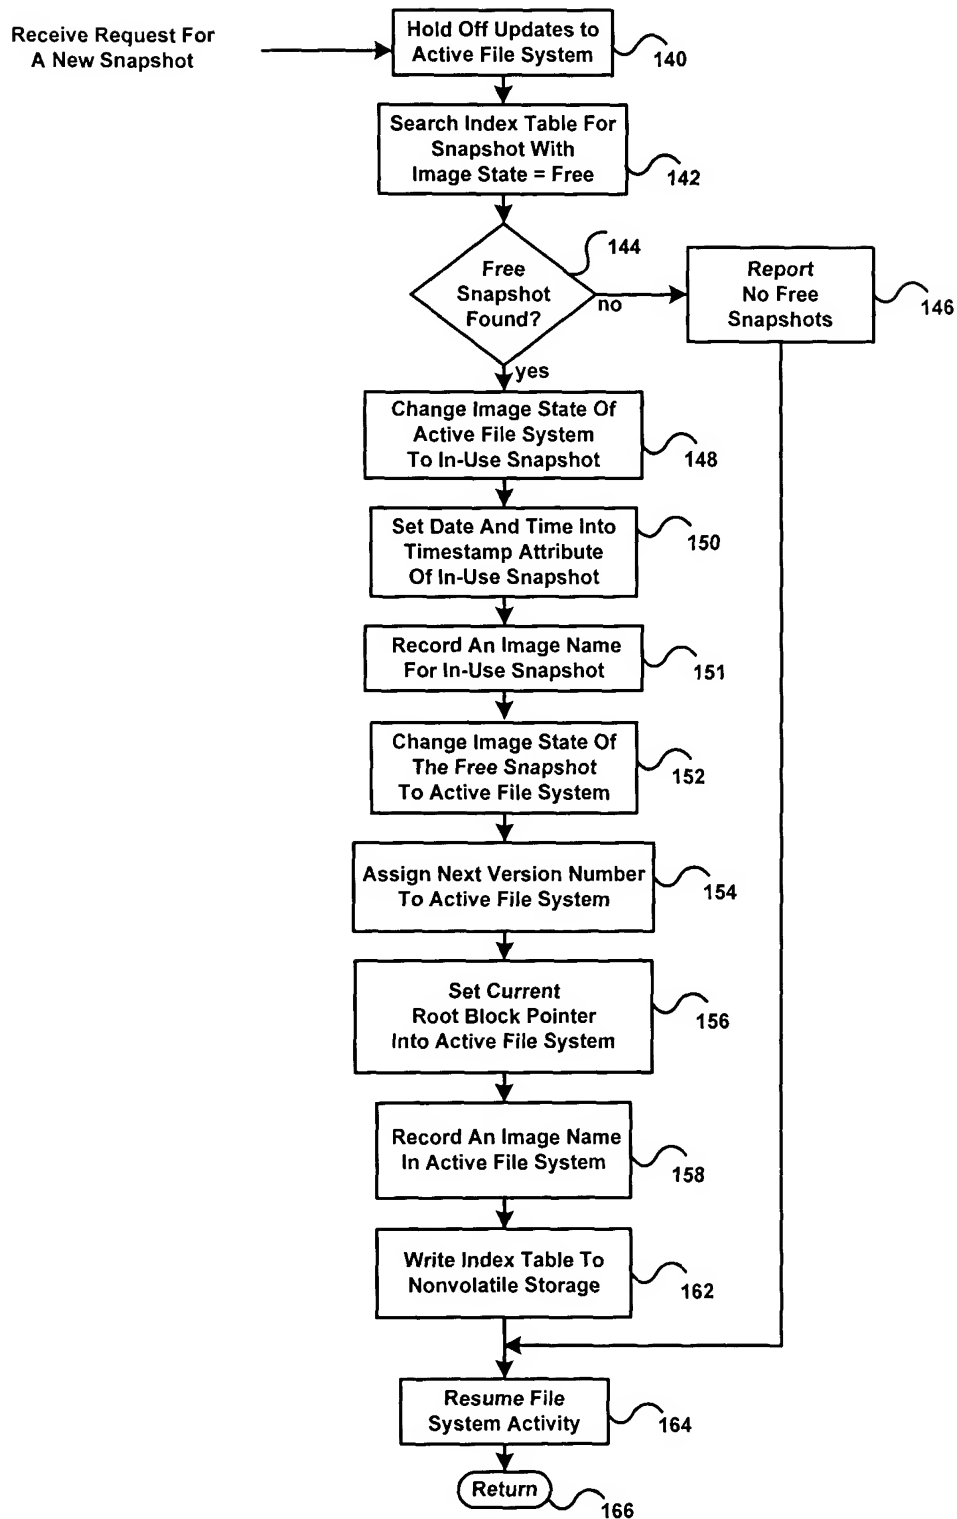 Receive Request For
A New Snapshot
Hold Off Updates to
Active File System
140
Search Index Table For
Snapshot With
Image State = Free
142
Free
Snapshot
Found?
144
no
Report
No Free
Snapshots
146
yes
Change Image State Of
Active File System
To In-Use Snapshot
148
Set Date And Time Into
Timestamp Attribute
Of In-Use Snapshot
150
Record An Image Name
For In-Use Snapshot
151
Change Image State Of
The Free Snapshot
To Active File System
152
Assign Next Version Number
To Active File System
154
Set Current
Root Block Pointer
Into Active File System
156
Record An Image Name
In Active File System
158
Write Index Table To
Nonvolatile Storage
162
Resume File
System Activity
164
Return
166